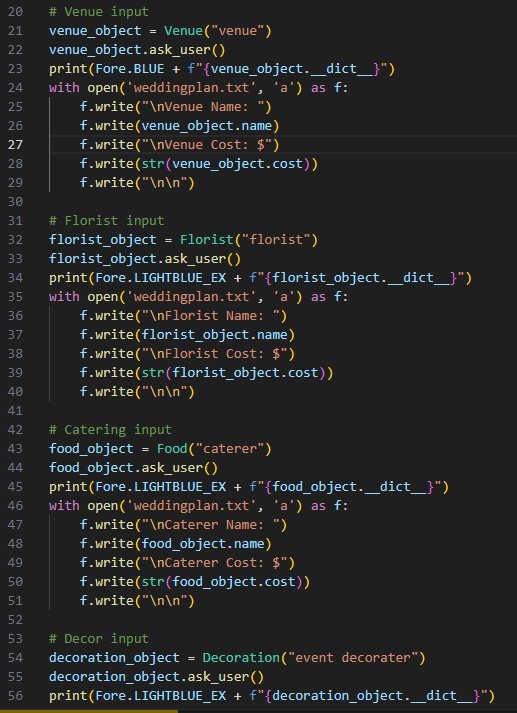 20 # Venue input
21 venue_object = Venue("venue")
22 venue_object.ask_user()
23 print(Fore.BLUE + f"{venue_object.__dict__}")
24 with open('weddingplan.txt', 'a') as f:
25     f.write("\nVenue Name: ")
26     f.write(venue_object.name)
27     f.write("\nVenue Cost: $")
28     f.write(str(venue_object.cost))
29     f.write("\n\n")
30
31 # Florist input
32 florist_object = Florist("florist")
33 florist_object.ask_user()
34 print(Fore.LIGHTBLUE_EX + f"{florist_object.__dict__}")
35 with open('weddingplan.txt', 'a') as f:
36     f.write("\nFlorist Name: ")
37     f.write(florist_object.name)
38     f.write("\nFlorist Cost: $")
39     f.write(str(florist_object.cost))
40     f.write("\n\n")
41
42 # Catering input
43 food_object = Food("caterer")
44 food_object.ask_user()
45 print(Fore.LIGHTBLUE_EX + f"{food_object.__dict__}")
46 with open('weddingplan.txt', 'a') as f:
47     f.write("\nCaterer Name: ")
48     f.write(food_object.name)
49     f.write("\nCaterer Cost: $")
50     f.write(str(food_object.cost))
51     f.write("\n\n")
52
53 # Decor input
54 decoration_object = Decoration("event decorater")
55 decoration_object.ask_user()
56 print(Fore.LIGHTBLUE_EX + f"{decoration_object.__dict__}")